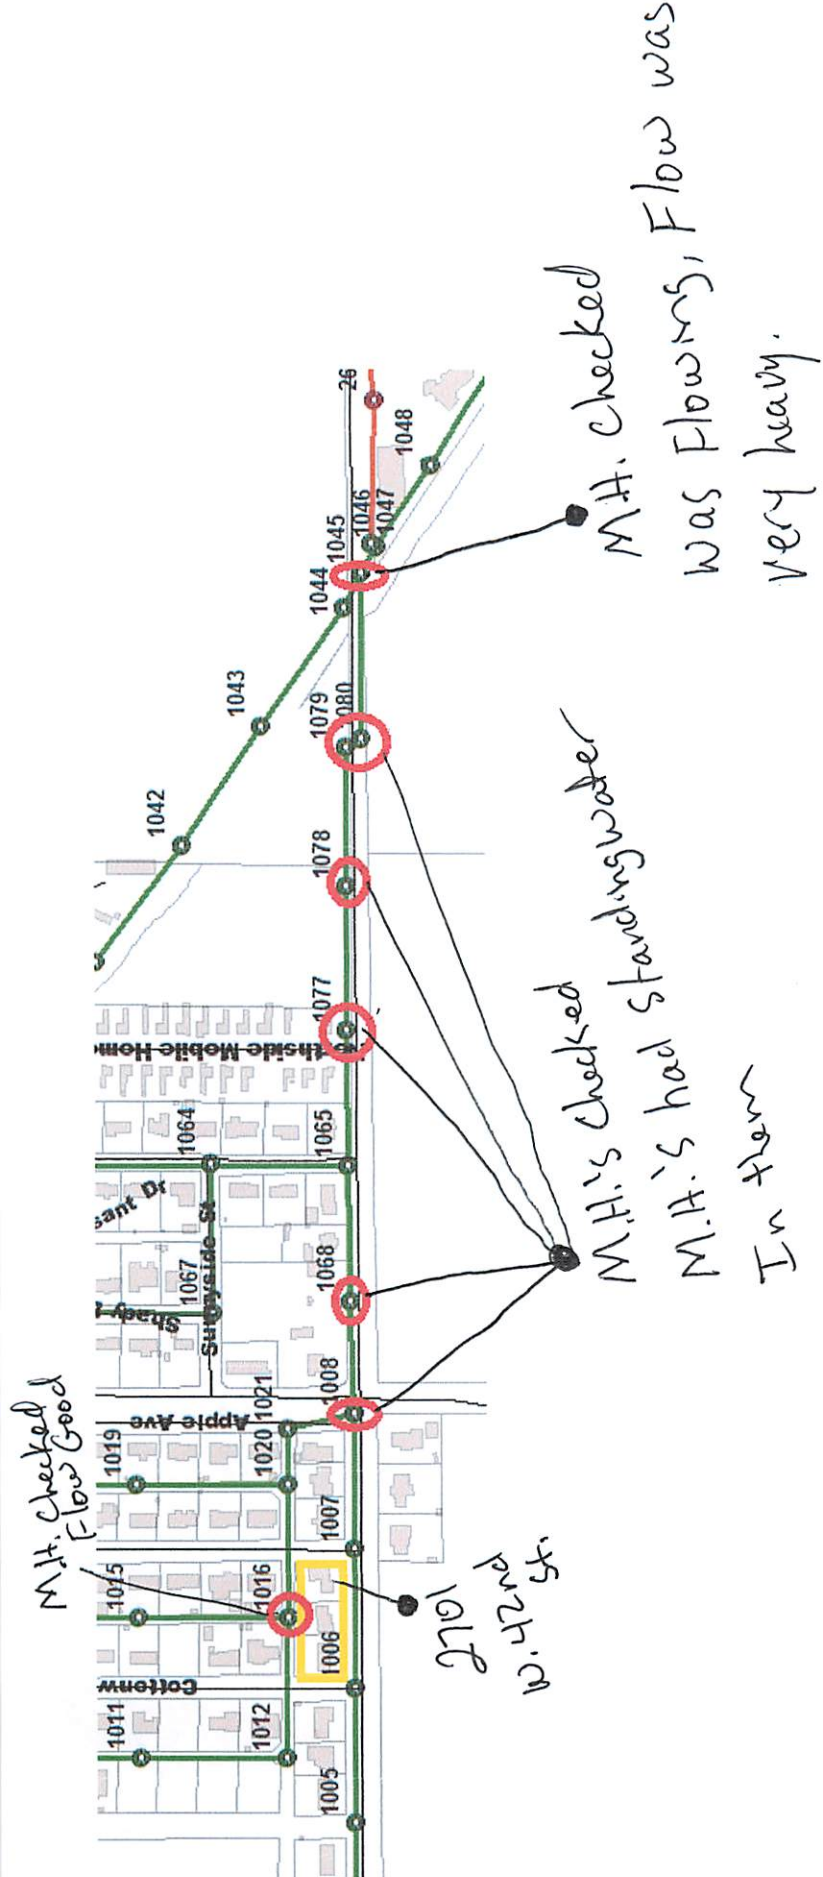 M.H. Checked
Flow Good
1011
1015
1019
Cottonw
Apple Ave
1012
1016
1020
1021
1005
1006
1007
1008
1067
1064
Shady
Sunnyside St
sant Dr
1068
1065
thside Mobile Hom
1077
1078
1079
1080
1042
1043
1044
1045
1046
1047
1048
26
2701
W. 42nd
St.
M.H.'s Checked
M.H.'s had standing water
In them
M.H. Checked
was Flowing, Flow was
very heavy.